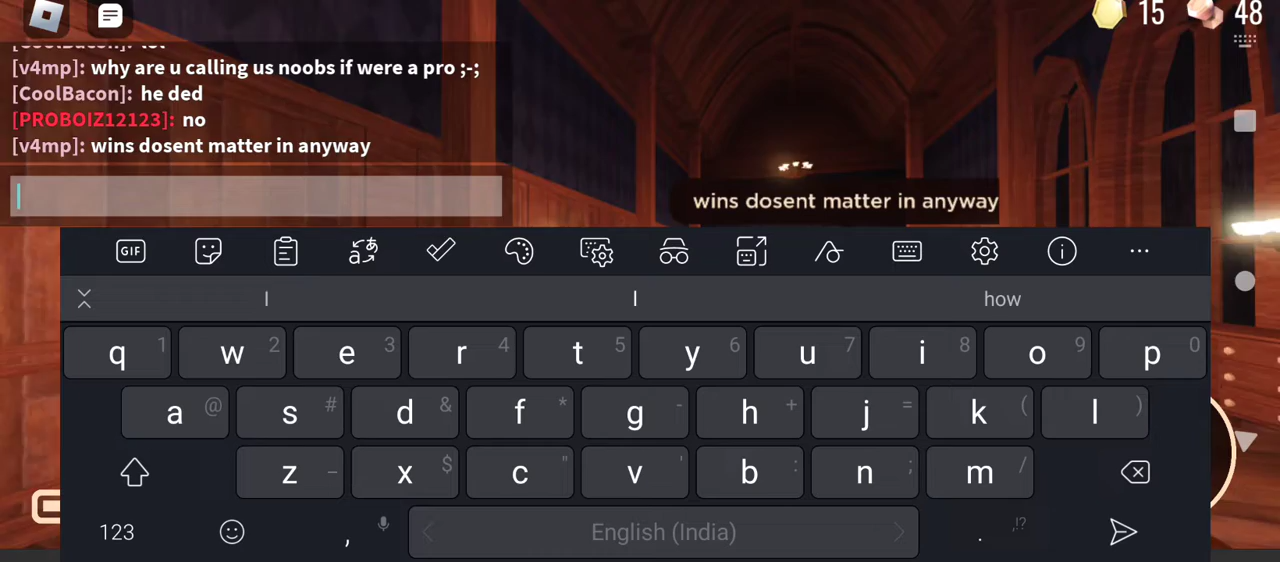 15 48
[CoolBacon]: lol
[v4mp]: why are u calling us noobs if were a pro ;-;
[CoolBacon]: he ded
[PROBOIZ12123]: no
[v4mp]: wins dosent matter in anyway
wins dosent matter in anyway
GIF
I I how
q 1 w 2 e 3 r 4 t 5 y 6 u 7 i 8 o 9 p 0
a @ s # d & f * g - h + j = k ( l )
z _ x $ c " v ' b : n ; m /
123 , English (India) . ,!?